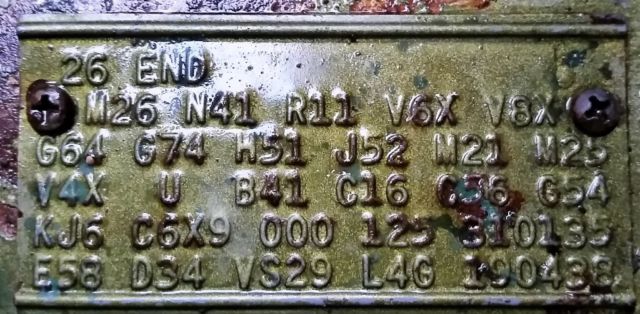 26 END
M26 N41 R11 V6X V8X
G64 G74 H51 J52 M21 M25
V4X U B41 C16 C56 G54
KJ6 C6X9 000 125 310135
E58 D34 VS29 L4G 190438